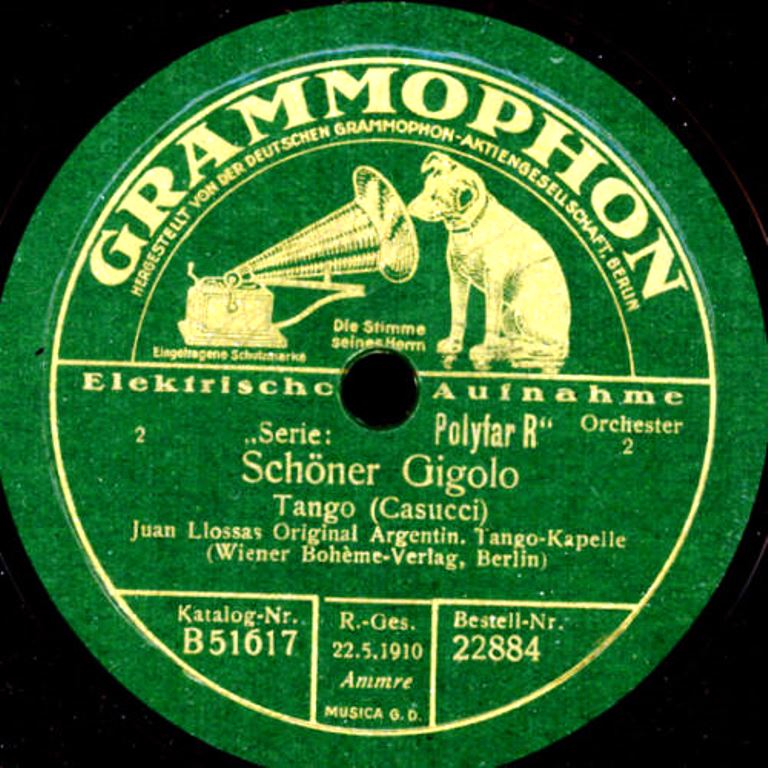 GRAMMOPHON
HERGESTELLT VON DER DEUTSCHEN GRAMMOPHON-AKTIENGESELLSCHAFT, BERLIN
Die Stimme
seines Herrn
Eingetragene Schutzmarke
Elektrische Aufnahme
2 „Serie: Polyfar R“ Orchester
2
Schöner Gigolo
Tango (Casucci)
Juan Llossas Original Argentin. Tango-Kapelle
(Wiener Bohème-Verlag, Berlin)
Katalog-Nr.
B51617
R.-Ges.
22.5.1910
Ammre
MUSICA G.D.
Bestell-Nr.
22884